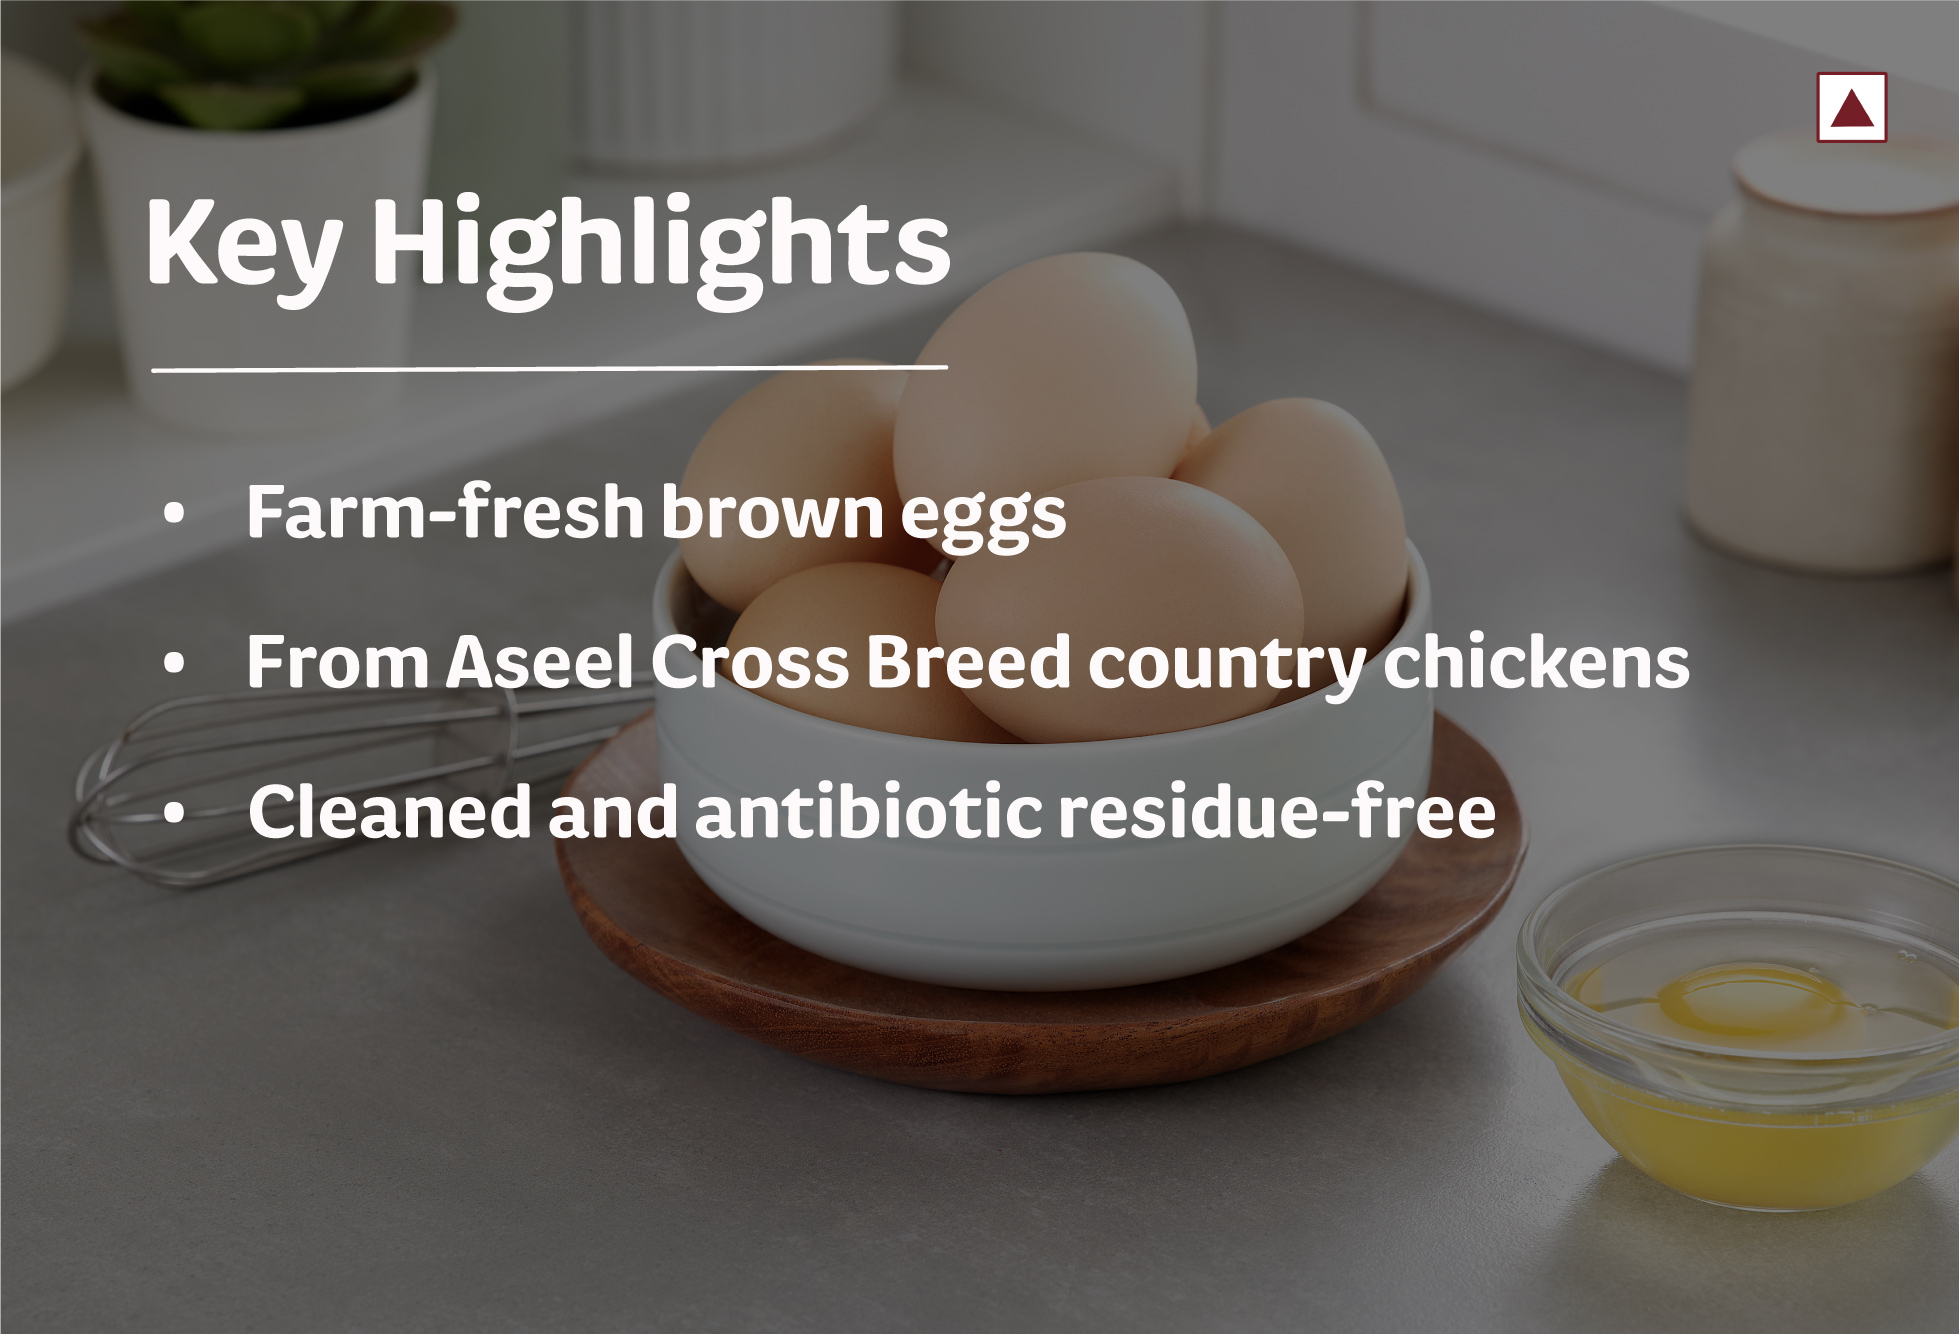 Key Highlights
• Farm-fresh brown eggs
• From Aseel Cross Breed country chickens
• Cleaned and antibiotic residue-free